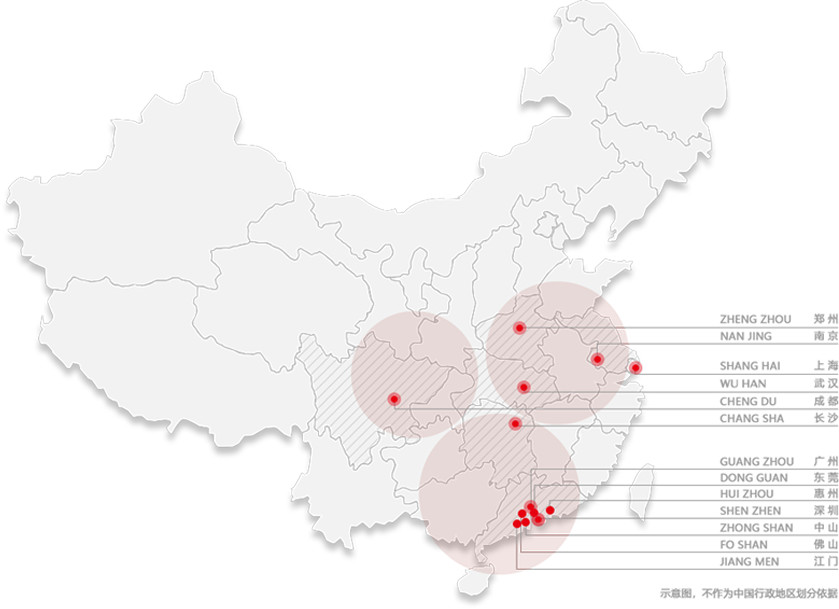 ZHENG ZHOU 郑州
NAN JING 南京
SHANG HAI 上海
WU HAN 武汉
CHENG DU 成都
CHANG SHA 长沙
GUANG ZHOU 广州
DONG GUAN 东莞
HUI ZHOU 惠州
SHEN ZHEN 深圳
ZHONG SHAN 中山
FO SHAN 佛山
JIANG MEN 江门
示意图，不作为中国行政地区划分依据